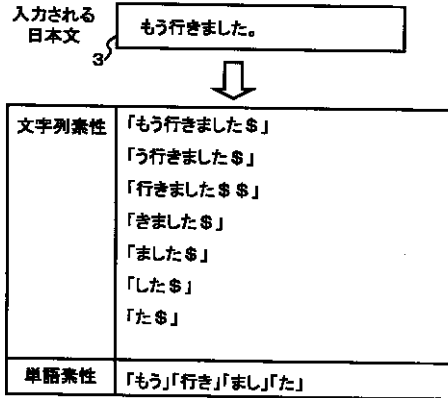 入力される
日本文
もう行きました。
3
文字列素性
「もう行きました$」
「う行きました$」
「行きました$$」
「きました$」
「ました$」
「した$」
「た$」
単語素性
「もう」「行き」「まし」「た」